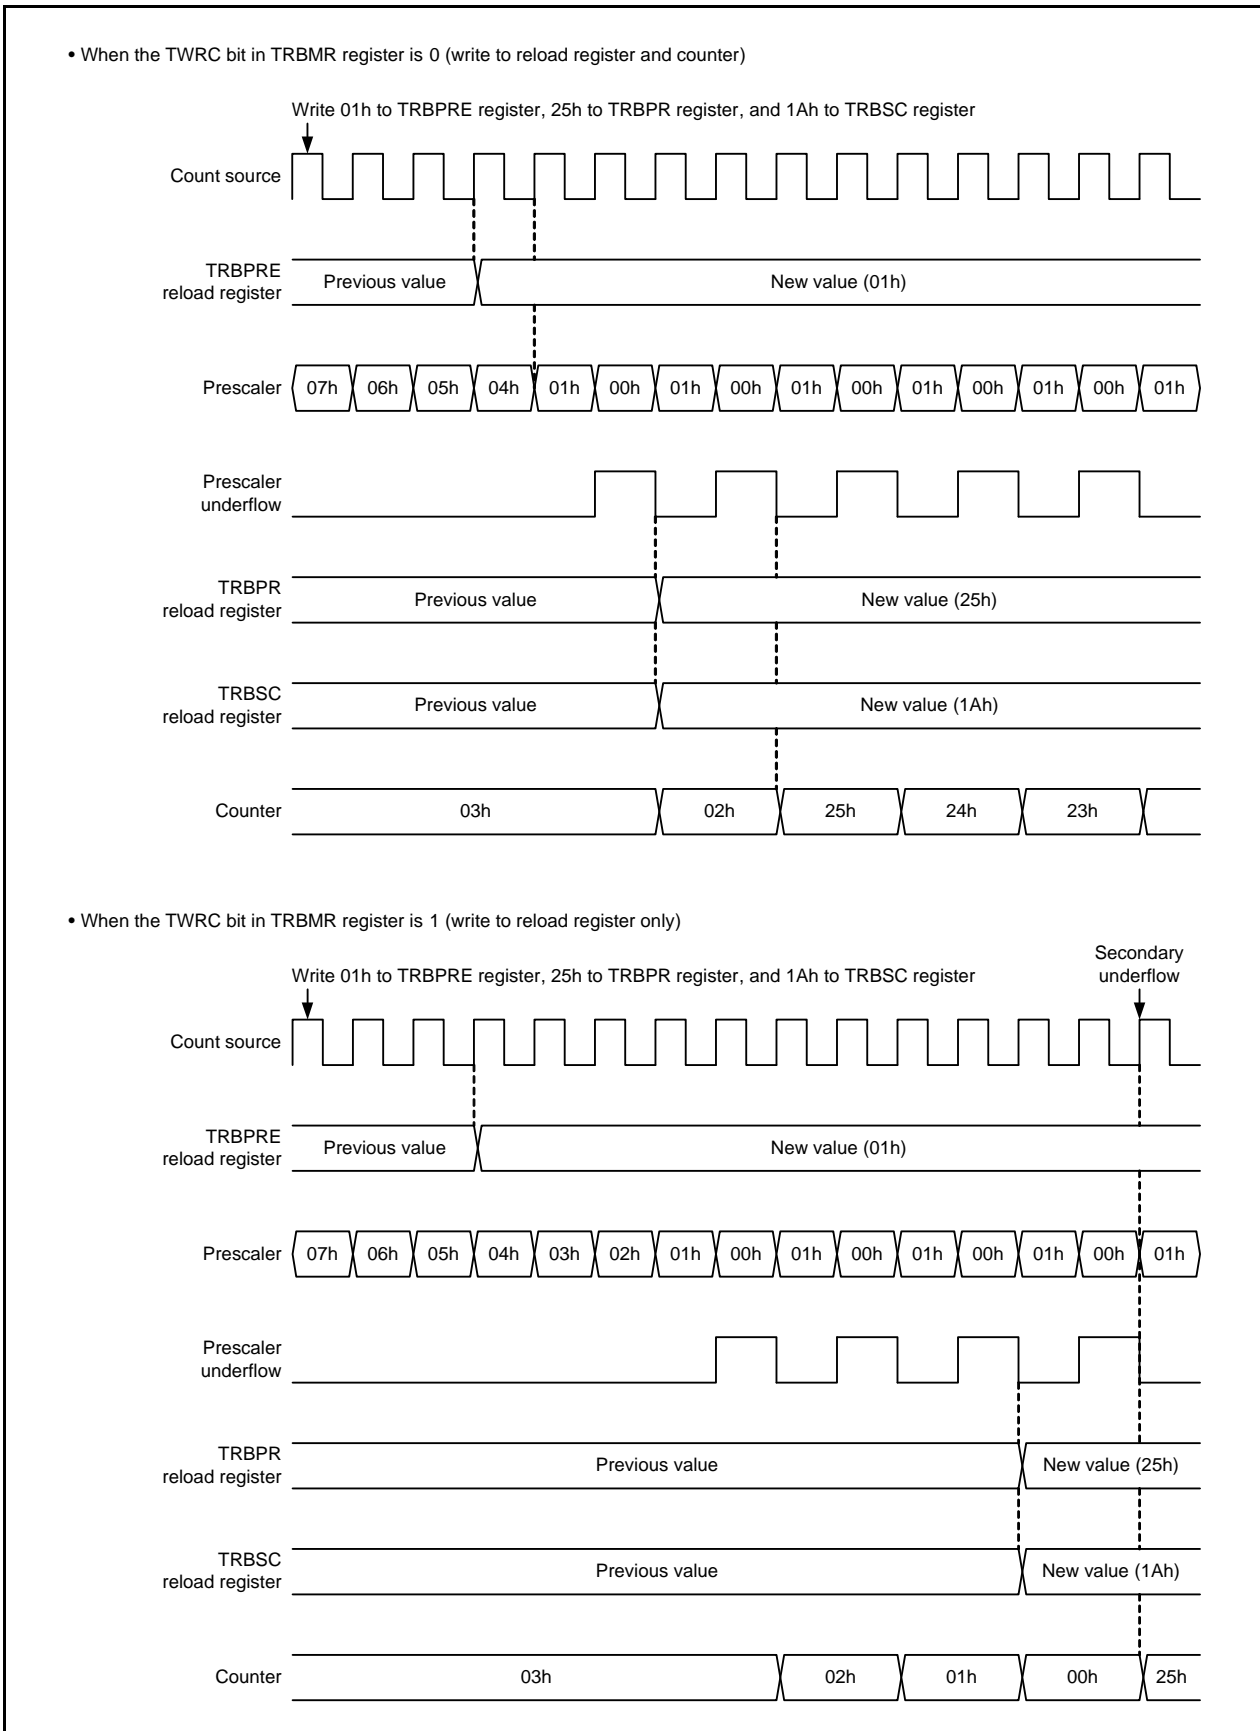 • When the TWRC bit in TRBMR register is 0 (write to reload register and counter)
Write 01h to TRBPRE register, 25h to TRBPR register, and 1Ah to TRBSC register
Count source
TRBPRE
reload register
Previous value New value (01h)
Prescaler 07h 06h 05h 04h 01h 00h 01h 00h 01h 00h 01h 00h 01h 00h 01h
Prescaler
underflow
TRBPR
reload register
Previous value New value (25h)
TRBSC
reload register
Previous value New value (1Ah)
Counter 03h 02h 25h 24h 23h
• When the TWRC bit in TRBMR register is 1 (write to reload register only)
Secondary
underflow
Write 01h to TRBPRE register, 25h to TRBPR register, and 1Ah to TRBSC register
Count source
TRBPRE
reload register
Previous value New value (01h)
Prescaler 07h 06h 05h 04h 03h 02h 01h 00h 01h 00h 01h 00h 01h 00h 01h
Prescaler
underflow
TRBPR
reload register
Previous value New value (25h)
TRBSC
reload register
Previous value New value (1Ah)
Counter 03h 02h 01h 00h 25h